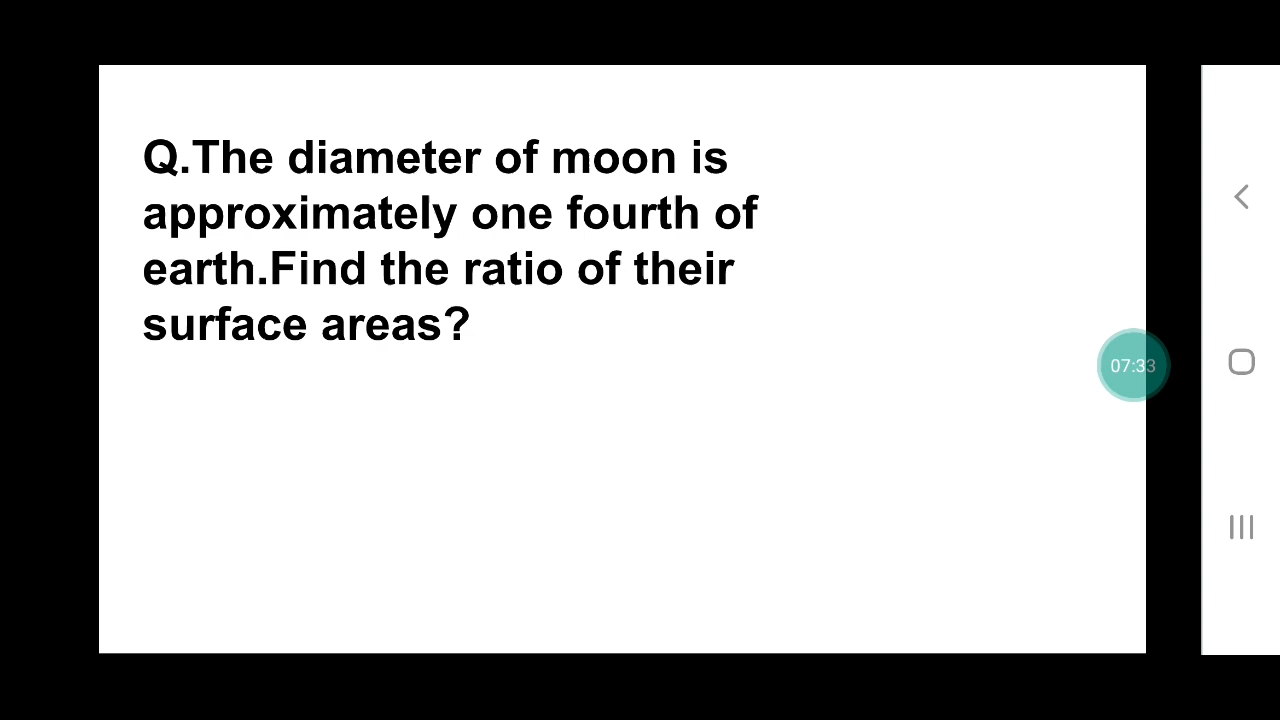 Q.The diameter of moon is
approximately one fourth of
earth.Find the ratio of their
surface areas?
07:33